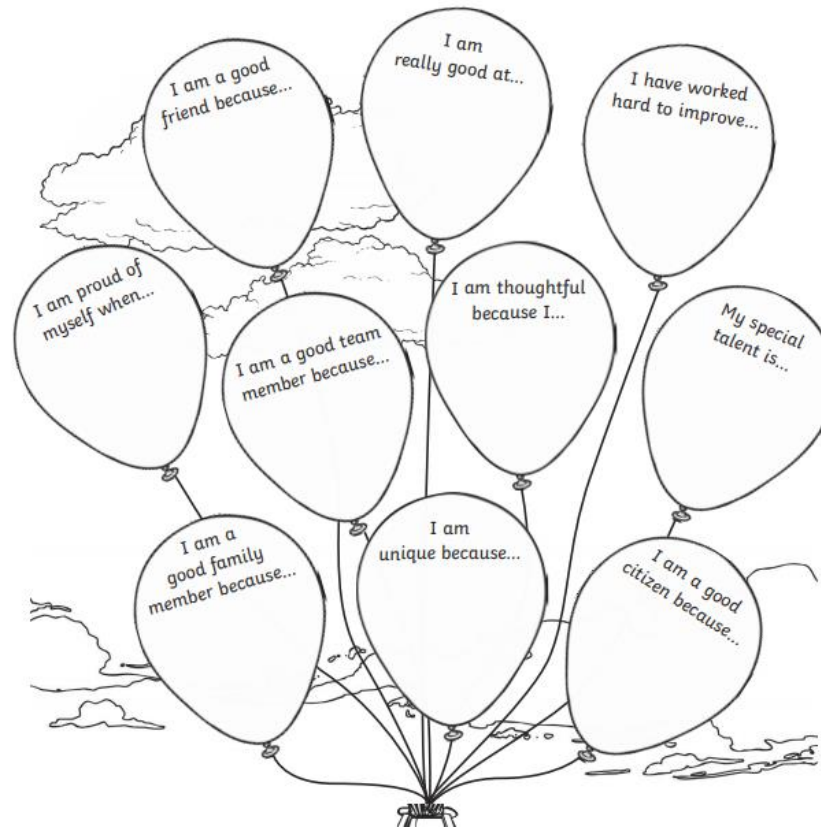 I am a good
friend because...
I am
really good at...
I have worked
hard to improve...
I am proud of
myself when...
I am a good team
member because...
I am thoughtful
because I...
My special
talent is...
I am a
good family
member because...
I am
unique because...
I am a good
citizen because...